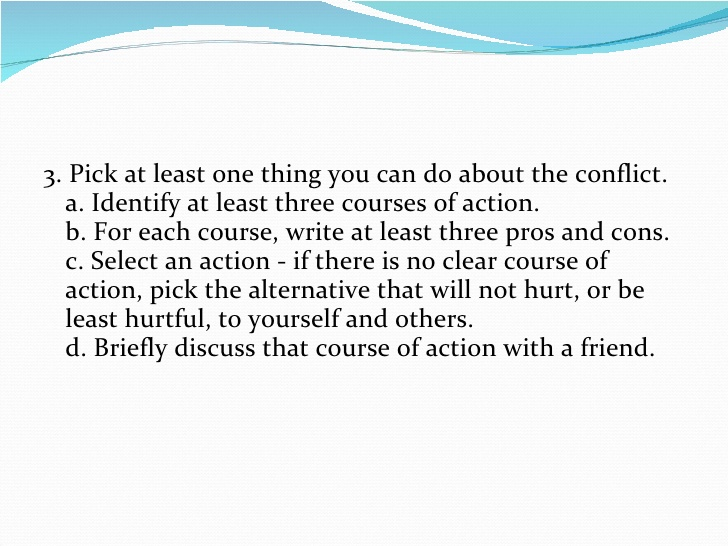 3. Pick at least one thing you can do about the conflict.
a. Identify at least three courses of action.
b. For each course, write at least three pros and cons.
c. Select an action - if there is no clear course of
action, pick the alternative that will not hurt, or be
least hurtful, to yourself and others.
d. Briefly discuss that course of action with a friend.